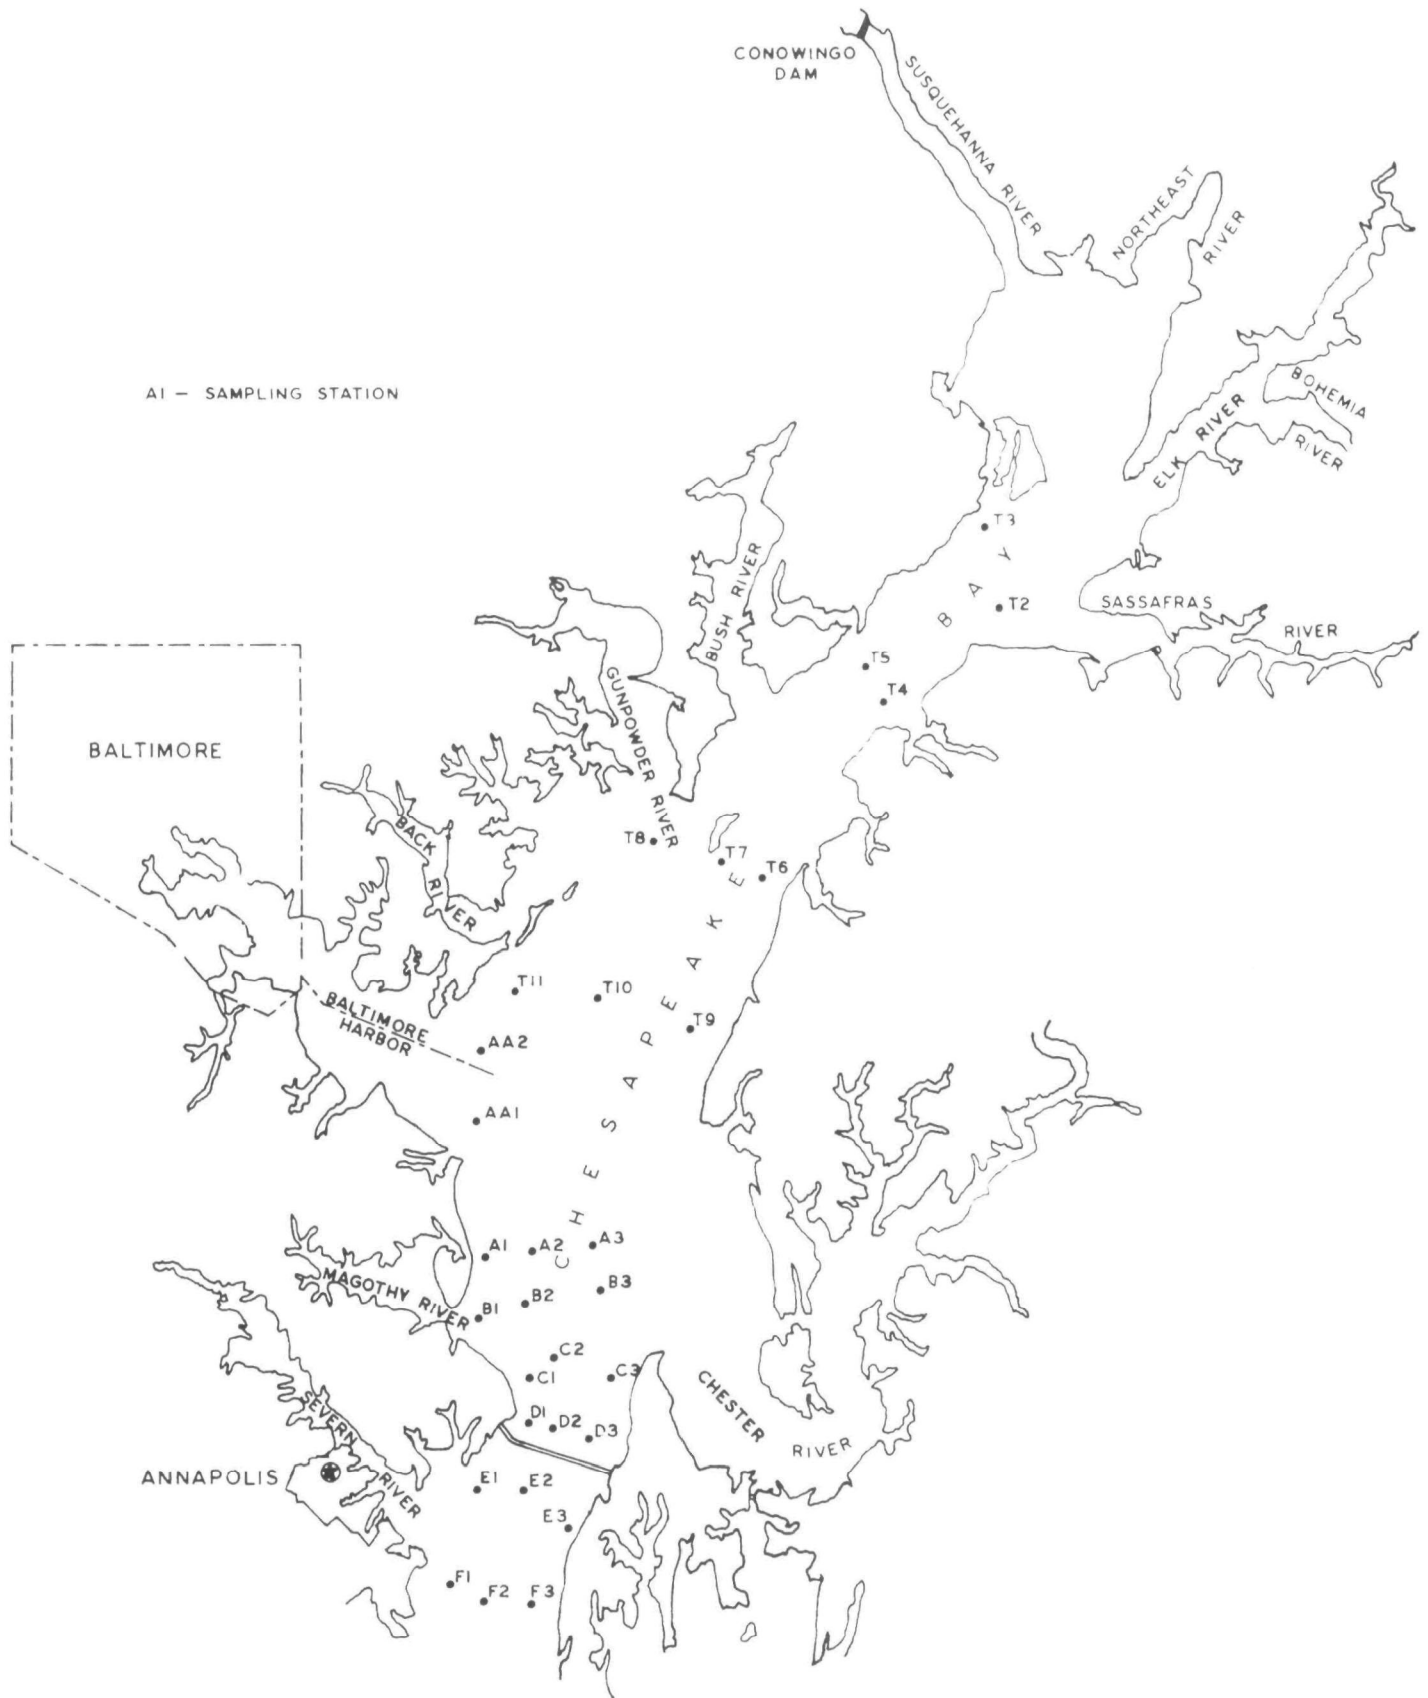 CONOWINGO
DAM
SUSQUEHANNA RIVER
NORTHEAST
RIVER
A1 — SAMPLING STATION
BOHEMIA
RIVER
ELK RIVER
T3
BAY
T2
SASSAFRAS
RIVER
BUSH RIVER
T5
T4
GUNPOWDER RIVER
BALTIMORE
BACK
RIVER
T8
T7
T6
CHESAPEAKE
T11
T10
T9
BALTIMORE
HARBOR
AA2
AA1
A1
A2
A3
MAGOTHY RIVER
B1
B2
B3
C2
C1
C3
CHESTER
RIVER
D1
D2
D3
SEVERN
RIVER
ANNAPOLIS
E1
E2
E3
F1
F2
F3